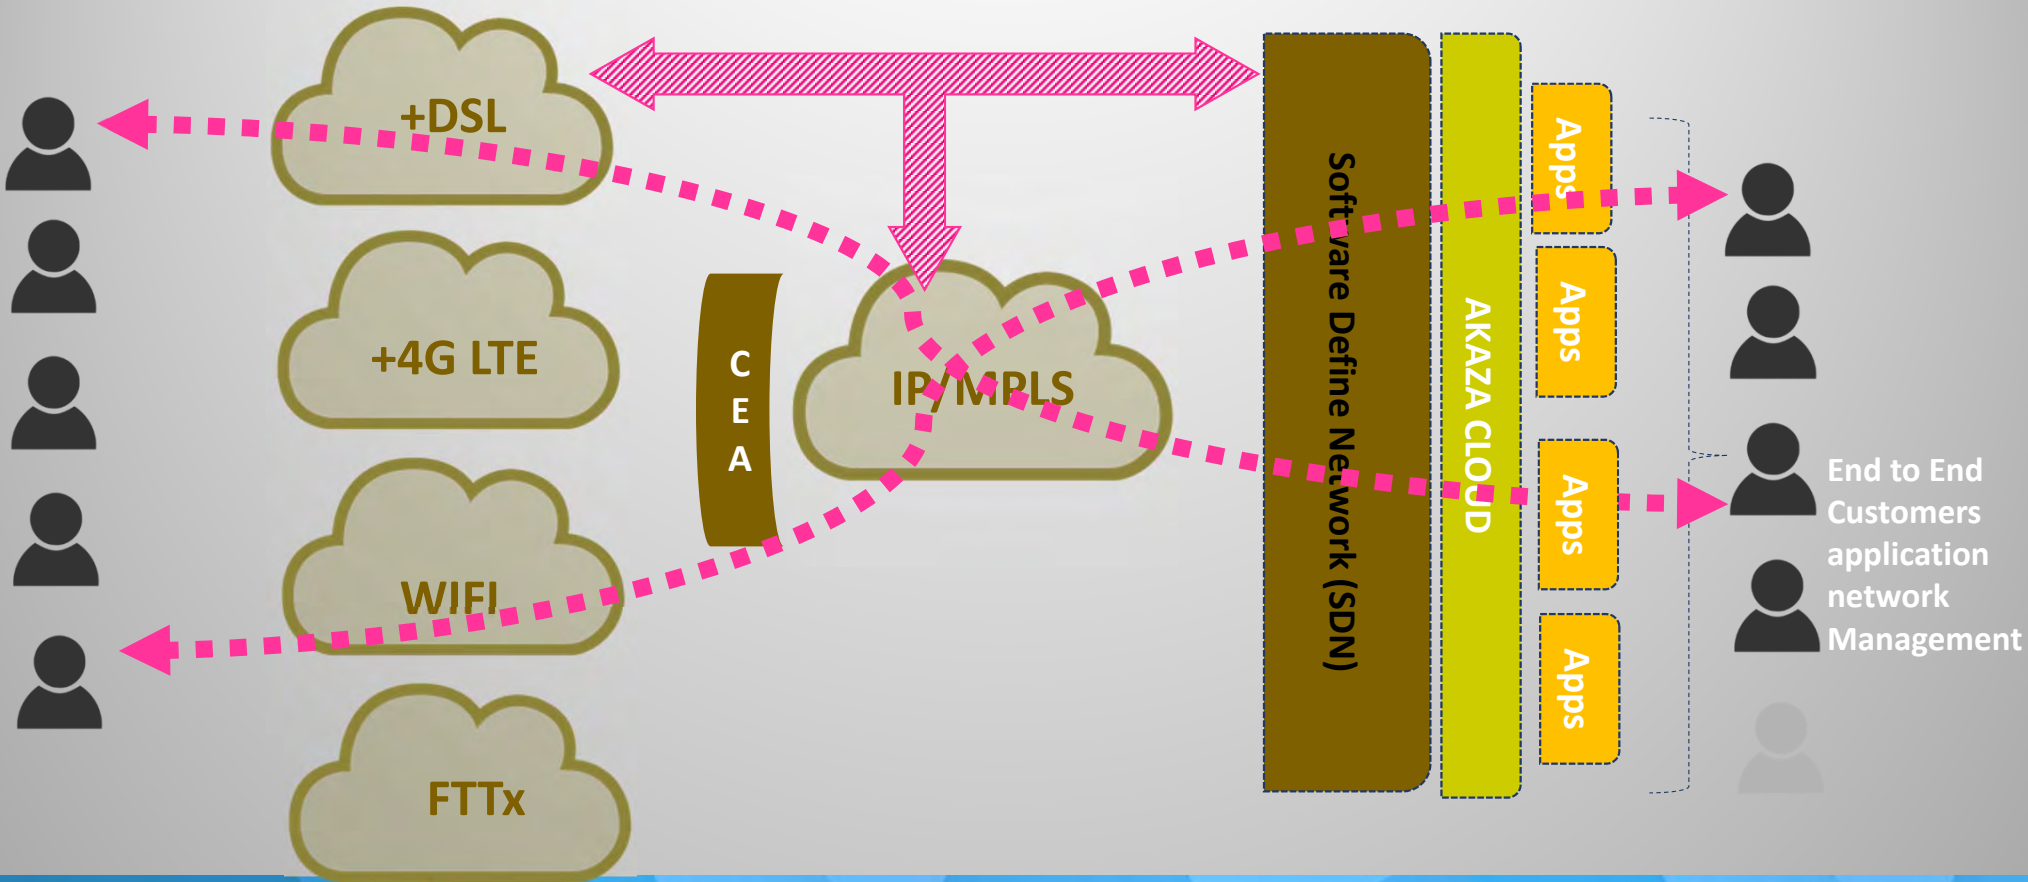 +DSL
+4G LTE
WIFI
FTTx
C
E
A
IP/MPLS
Software Define Network (SDN)
AKAZA CLOUD
Apps
Apps
Apps
Apps
End to End
Customers
application
network
Management